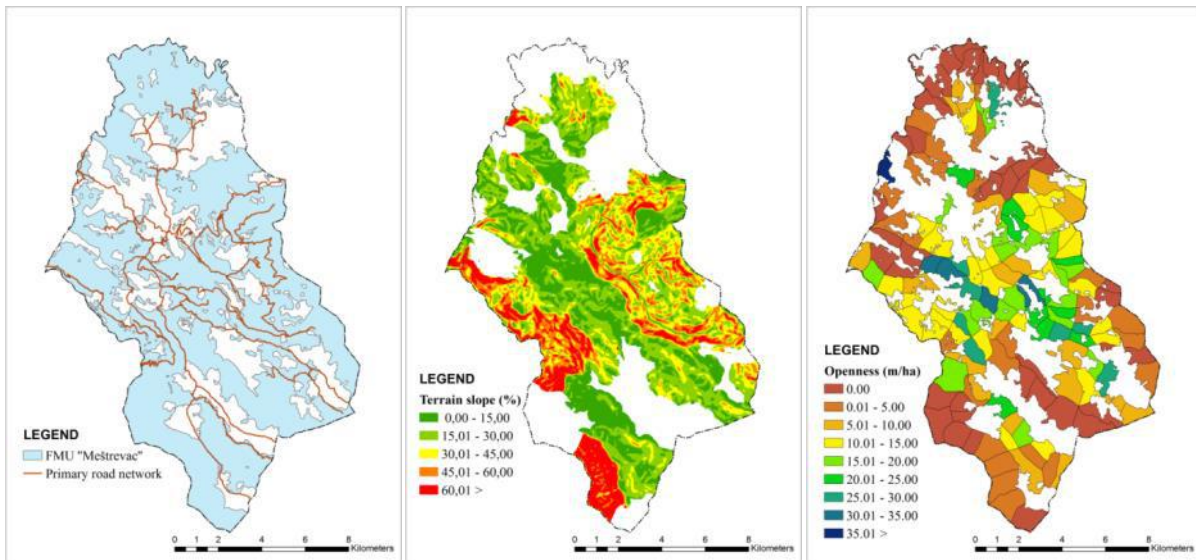 LEGEND
FMU "Meštrevac"
Primary road network
0 2 4 6 8
Kilometers
LEGEND
Terrain slope (%)
0,00 - 15,00
15,01 - 30,00
30,01 - 45,00
45,01 - 60,00
60,01 >
0 2 4 6 8
Kilometers
LEGEND
Openness (m/ha)
0.00
0.01 - 5.00
5.01 - 10.00
10.01 - 15.00
15.01 - 20.00
20.01 - 25.00
25.01 - 30.00
30.01 - 35.00
35.01 >
0 2 4 6 8
Kilometers